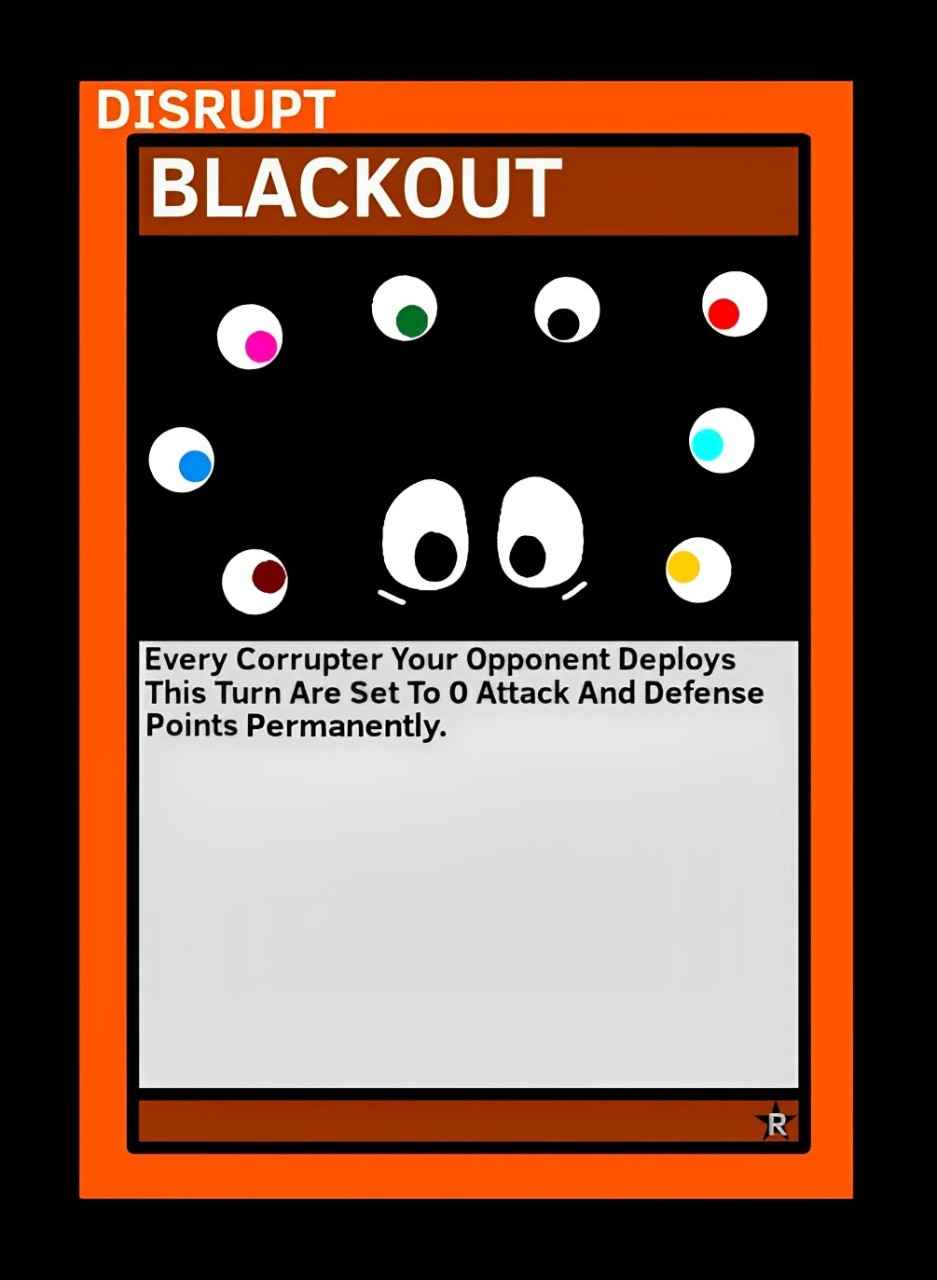 DISRUPT
BLACKOUT
Every Corrupter Your Opponent Deploys
This Turn Are Set To 0 Attack And Defense
Points Permanently.
R